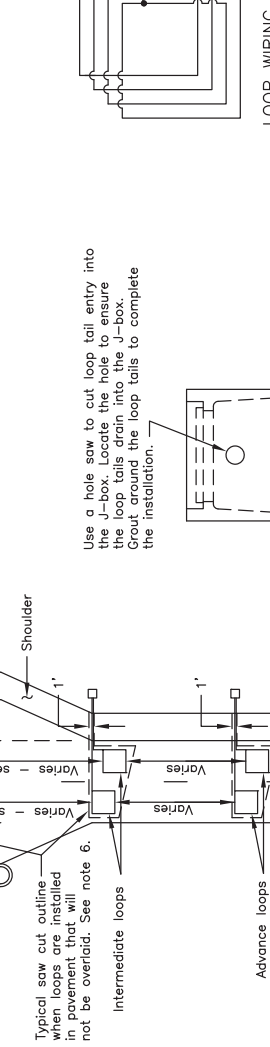 LOOP WIRING
Use a hole saw to cut loop tail entry into
the J-box. Locate the hole to ensure
the loop tails drain into the J-box.
Grout around the loop tails to complete
the installation.
Shoulder
1'
1'
Varies – se
Varies – s
Varies
Varies
Typical saw cut outline
when loops are installed
in pavement that will
not be overlaid. See note 6.
Intermediate loops
Advance loops